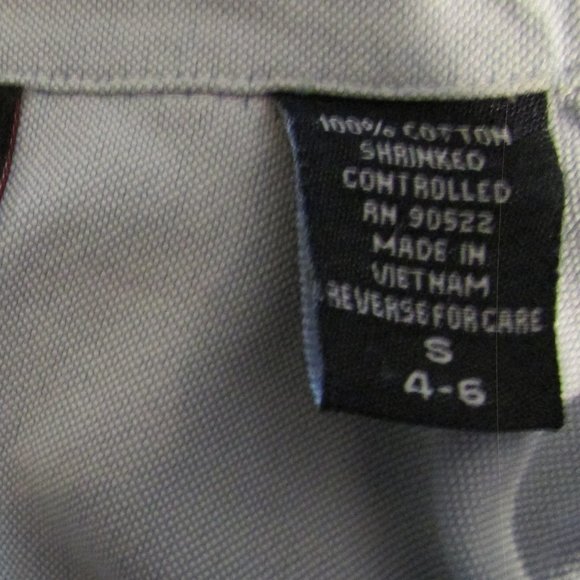 100% COTTON
SHRINKED
CONTROLLED
RN 90522
MADE IN
VIETNAM
REVERSE FOR CARE
S
4-6